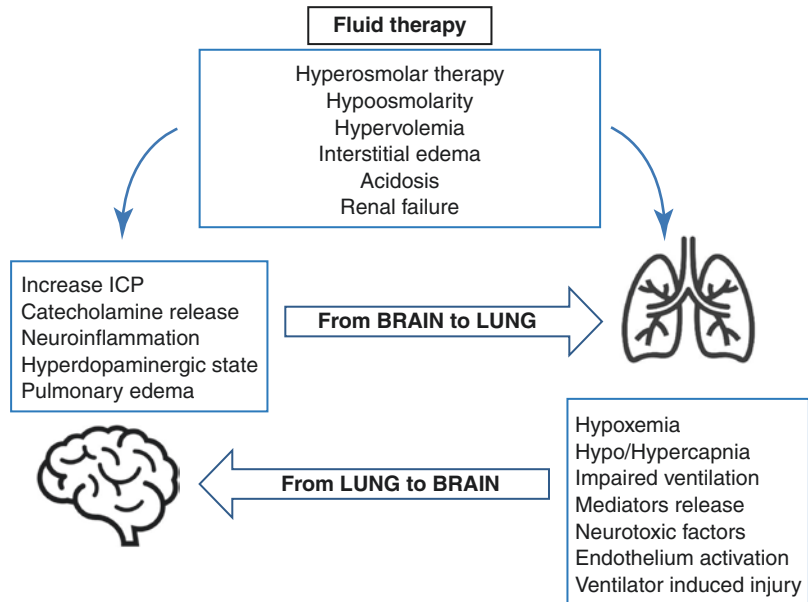 Fluid therapy
Hyperosmolar therapy
Hypoosmolarity
Hypervolemia
Interstitial edema
Acidosis
Renal failure
Increase ICP
Catecholamine release
Neuroinflammation
Hyperdopaminergic state
Pulmonary edema
From BRAIN to LUNG
Hypoxemia
Hypo/Hypercapnia
Impaired ventilation
Mediators release
Neurotoxic factors
Endothelium activation
Ventilator induced injury
From LUNG to BRAIN